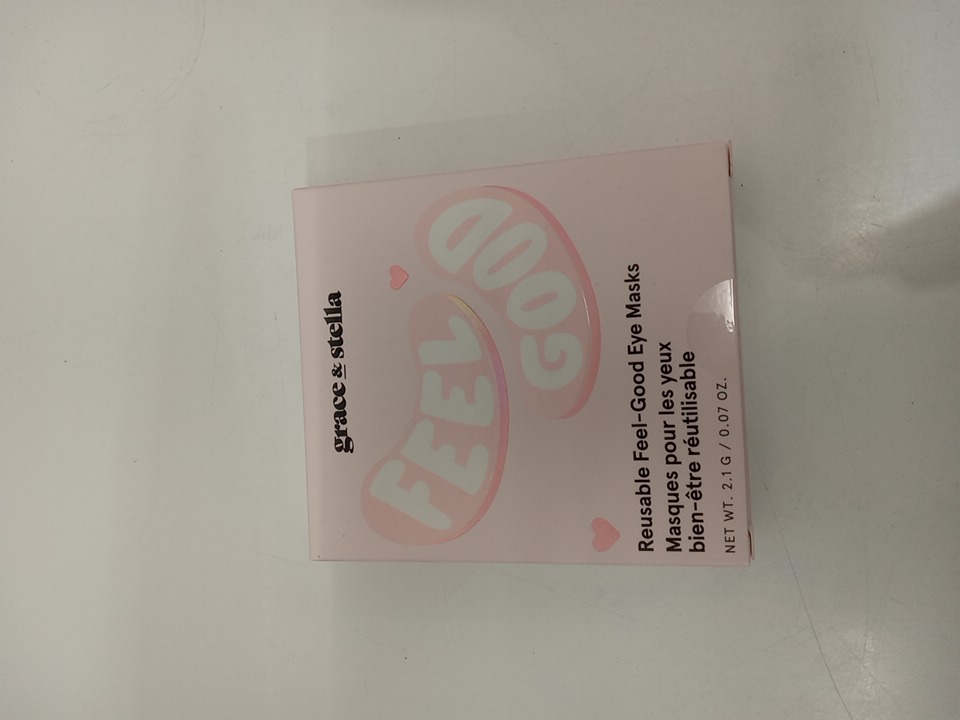 grace & stella
FEEL
GOOD
Reusable Feel-Good Eye Masks
Masques pour les yeux
bien-être réutilisable
NET WT. 2.1 G / 0.07 OZ.